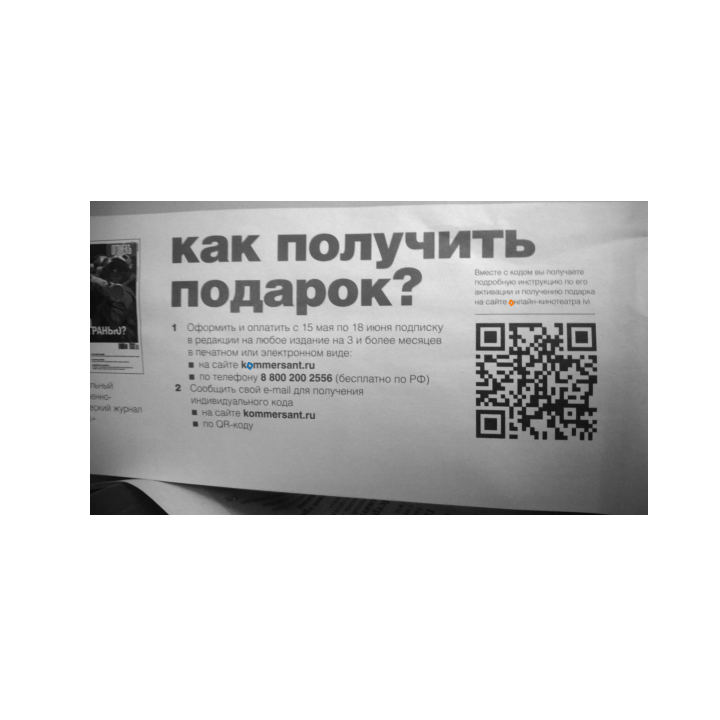 как получить
подарок?
1 Оформить и оплатить с 15 мая по 18 июня подписку
в редакции на любое издание на 3 и более месяцев
в печатном или электронном виде:
■ на сайте kommersant.ru
■ по телефону 8 800 200 2556 (бесплатно по РФ)
2 Сообщить свой e-mail для получения
индивидуального кода
■ на сайте kommersant.ru
■ по QR-коду
Вместе с кодом вы получаете
подробную инструкцию по его
активации и получению подарка
на сайте онлайн-кинотеатра ivi